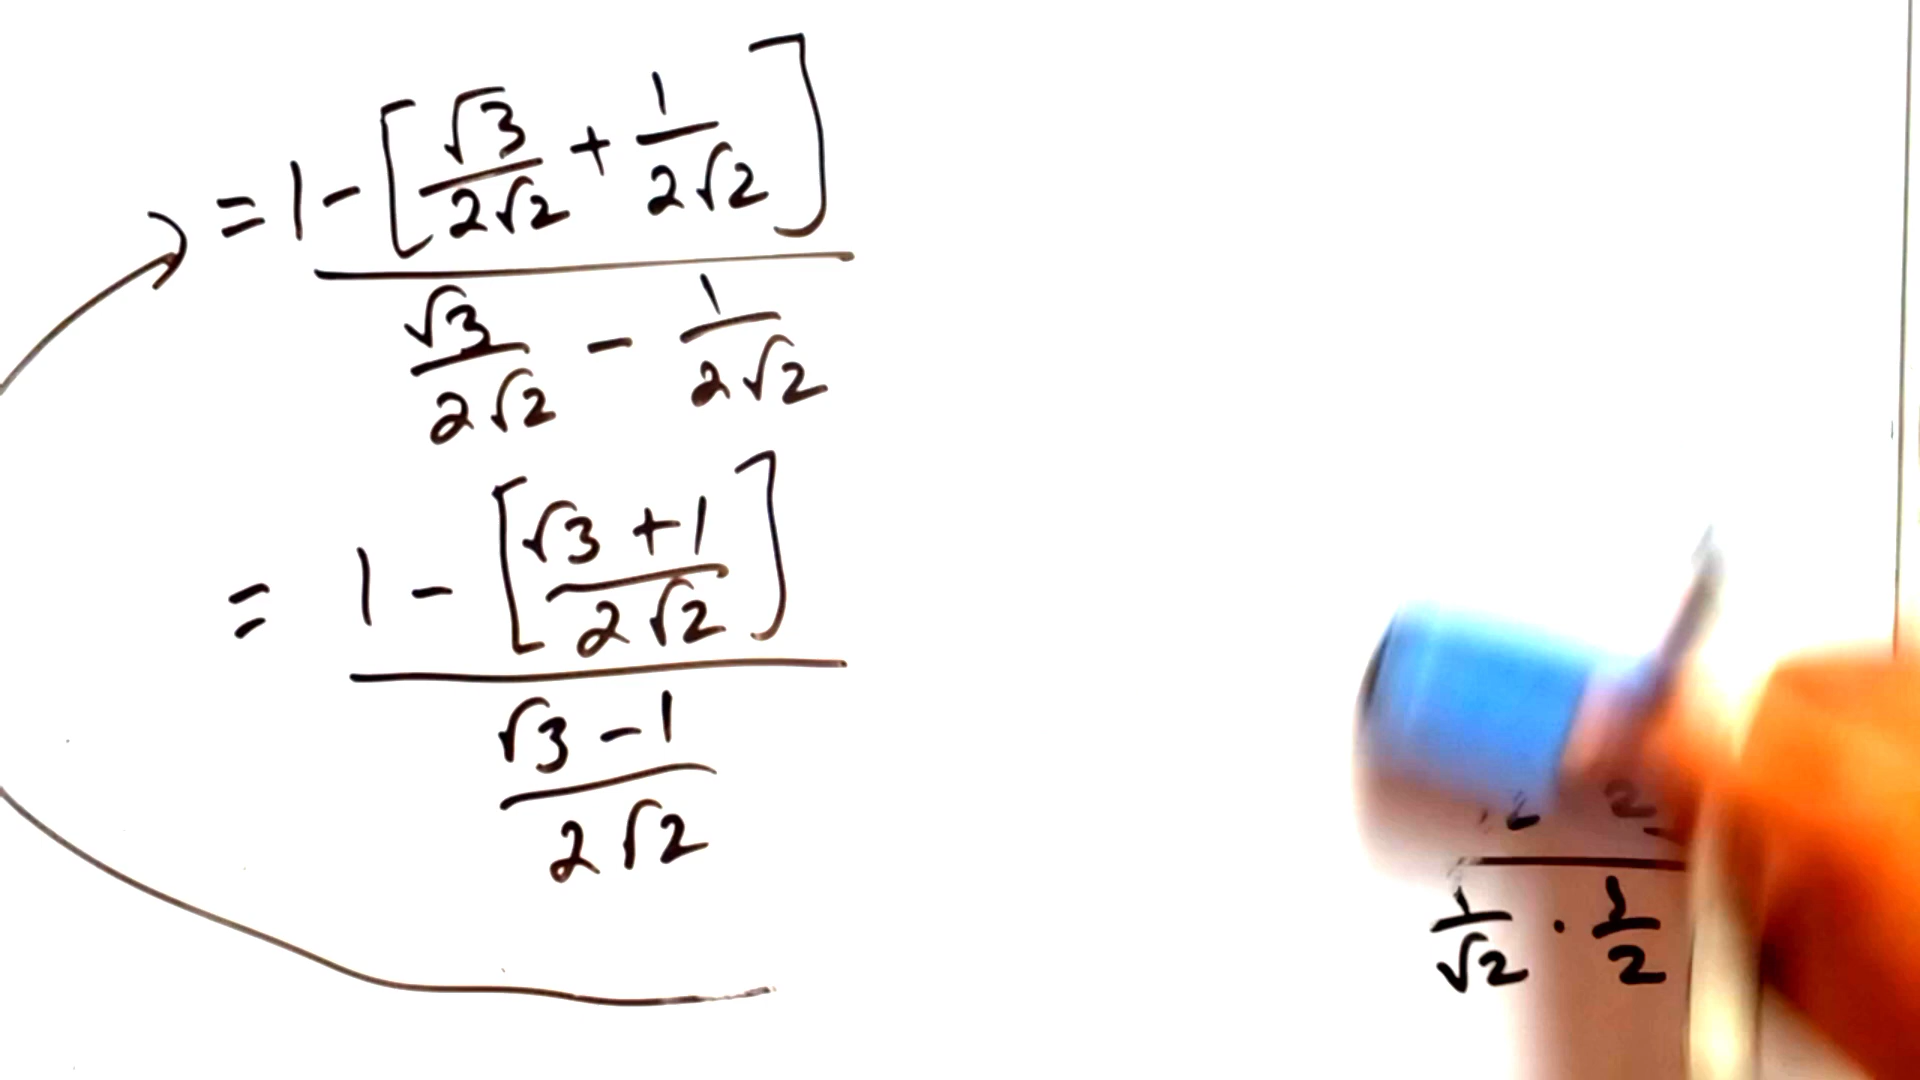 = 1 - [√3/2√2 + 1/2√2]
√3/2√2 - 1/2√2
= 1 - [√3 + 1/2√2]
√3 - 1/2√2
1/√2 · 1/2